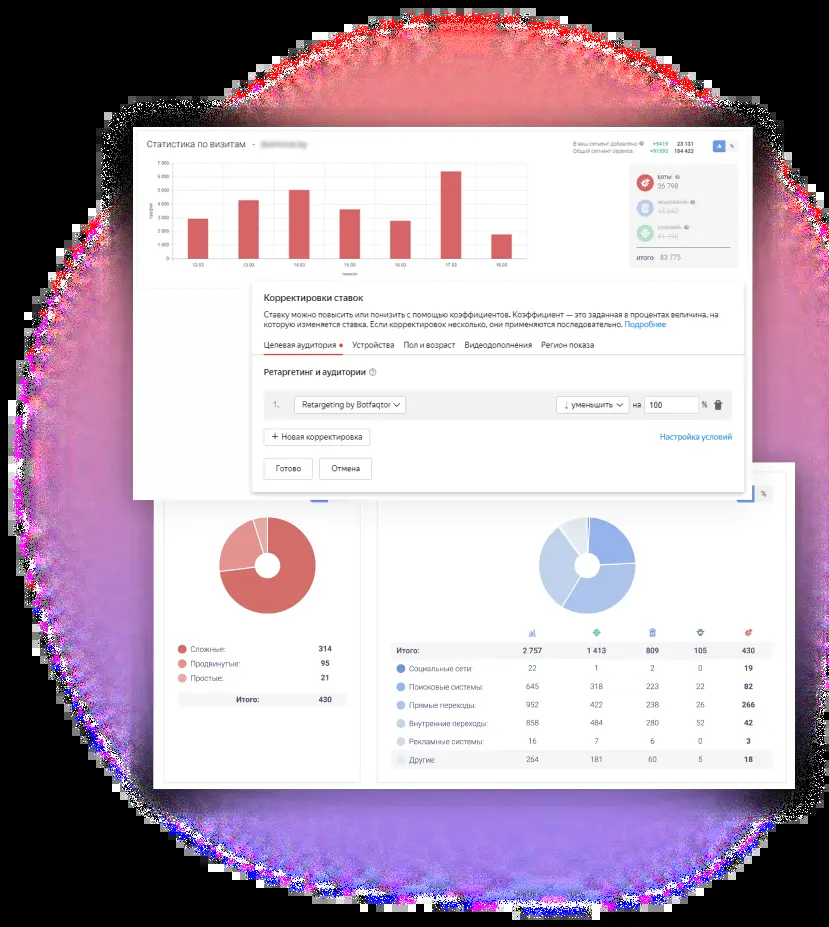 Статистика по визитам -
В ваш сегмент добавлено +9419 23 131
Общий сегмент сервиса: 184 422
7 000
6 000
5 000
4 000
3 000
2 000
1 000
0
12.03 13.03 14.03 15.03 16.03 17.03 18.03
БОТЫ:
26 798
ИТОГО: 83 775
Корректировки ставок
Ставку можно повысить или понизить с помощью коэффициентов. Коэффициент — это заданная в процентах величина, на
которую изменяется ставка. Если корректировок несколько, они применяются последовательно. Подробнее
Целевая аудитория Устройства Пол и возраст Видеодополнения Регион показа
Ретаргетинг и аудитории
1. Retargeting by Botfaqtor ↓ уменьшить на 100 %
+ Новая корректировка Настройка условий
Готово Отмена
%
Сложные: 314
Продвинутые: 95
Простые: 21
Итого: 430
Итого: 2 757 1 413 809 105 430
Социальные сети: 22 1 2 0 19
Поисковые системы: 645 318 223 22 82
Прямые переходы: 952 422 238 26 266
Внутренние переходы: 858 484 280 52 42
Рекламные системы: 16 7 6 0 3
Другие: 264 181 60 5 18